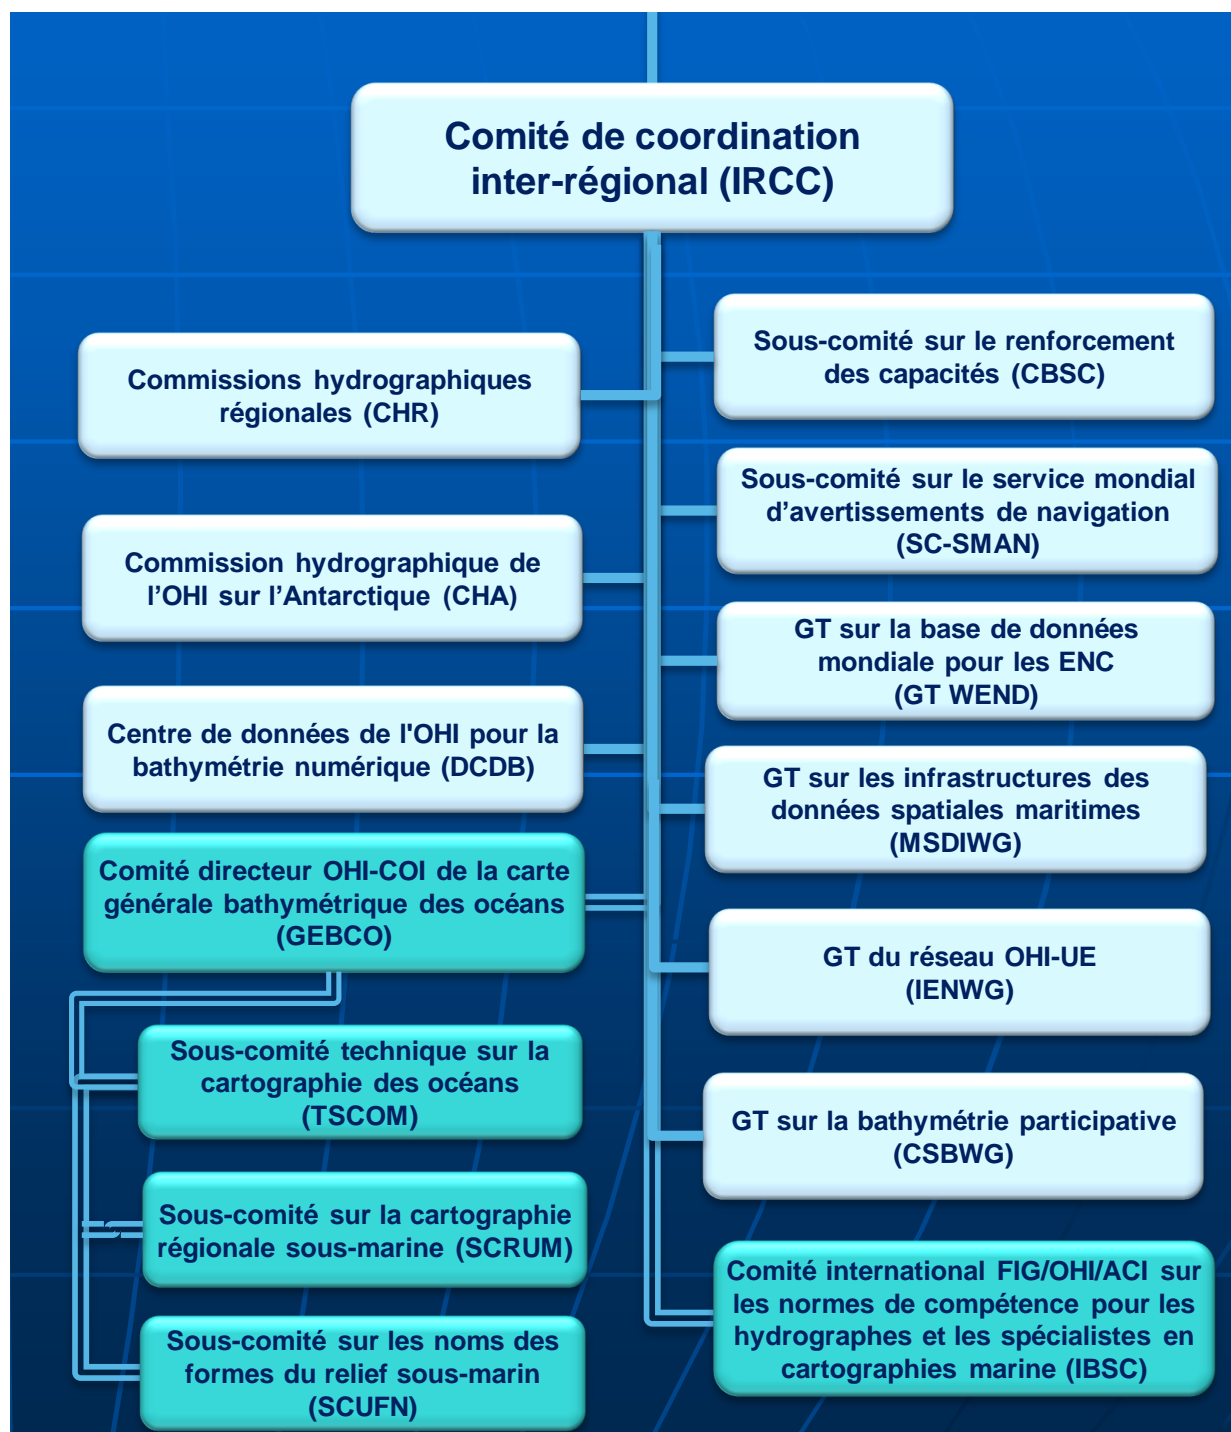 Comité de coordination
inter-régional (IRCC)
Commissions hydrographiques
régionales (CHR)
Commission hydrographique de
l’OHI sur l’Antarctique (CHA)
Centre de données de l'OHI pour la
bathymétrie numérique (DCDB)
Comité directeur OHI-COI de la carte
générale bathymétrique des océans
(GEBCO)
Sous-comité technique sur la
cartographie des océans
(TSCOM)
Sous-comité sur la cartographie
régionale sous-marine (SCRUM)
Sous-comité sur les noms des
formes du relief sous-marin
(SCUFN)
Sous-comité sur le renforcement
des capacités (CBSC)
Sous-comité sur le service mondial
d’avertissements de navigation
(SC-SMAN)
GT sur la base de données
mondiale pour les ENC
(GT WEND)
GT sur les infrastructures des
données spatiales maritimes
(MSDIWG)
GT du réseau OHI-UE
(IENWG)
GT sur la bathymétrie participative
(CSBWG)
Comité international FIG/OHI/ACI sur
les normes de compétence pour les
hydrographes et les spécialistes en
cartographies marine (IBSC)